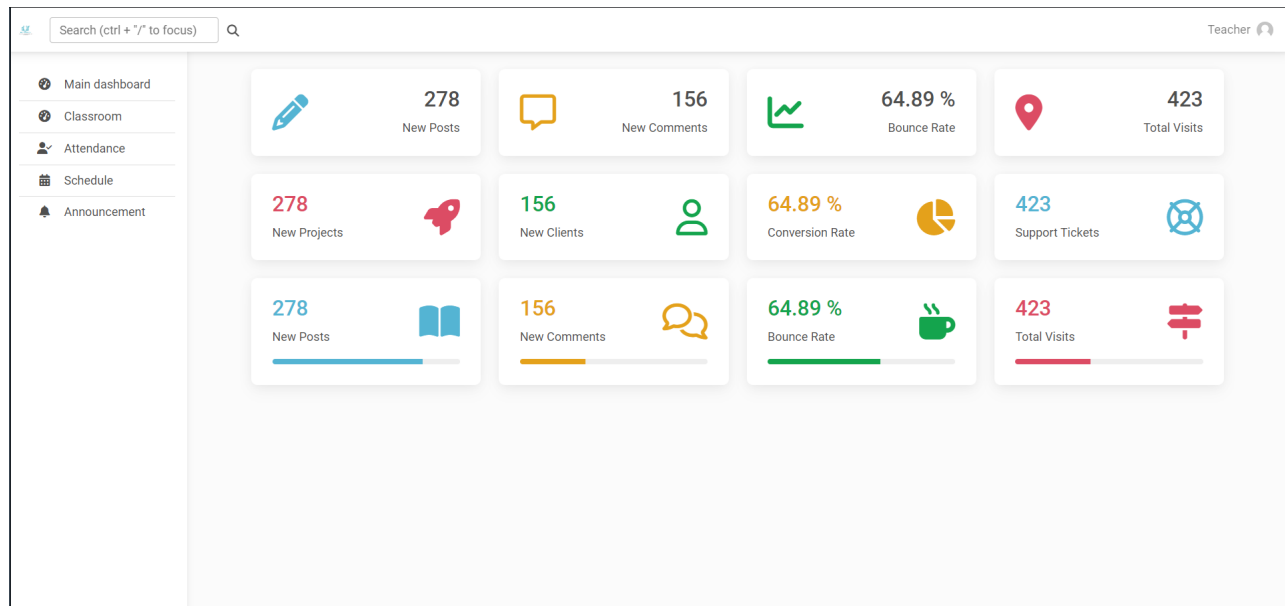 Search (ctrl + "/" to focus)
Teacher
Main dashboard
Classroom
Attendance
Schedule
Announcement
278
New Posts
156
New Comments
64.89 %
Bounce Rate
423
Total Visits
278
New Projects
156
New Clients
64.89 %
Conversion Rate
423
Support Tickets
278
New Posts
156
New Comments
64.89 %
Bounce Rate
423
Total Visits